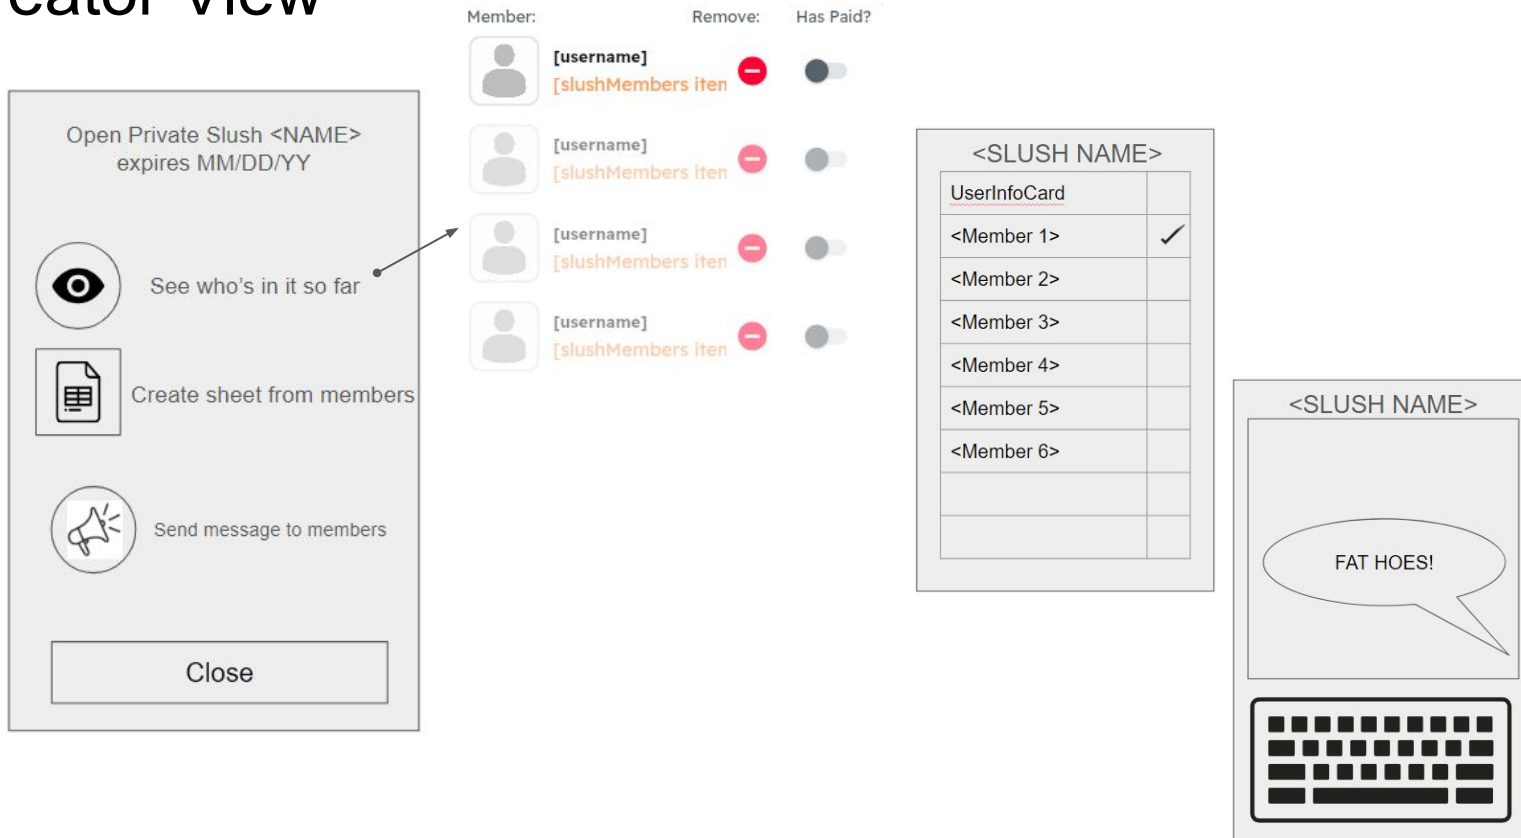 cator View
Open Private Slush <NAME>
expires MM/DD/YY
See who's in it so far
Create sheet from members
Send message to members
Close
Member: Remove: Has Paid?
[username]
[slushMembers iten
[username]
[slushMembers iten
[username]
[slushMembers iten
[username]
[slushMembers iten
<SLUSH NAME>
UserInfoCard
<Member 1>
<Member 2>
<Member 3>
<Member 4>
<Member 5>
<Member 6>
<SLUSH NAME>
FAT HOES!